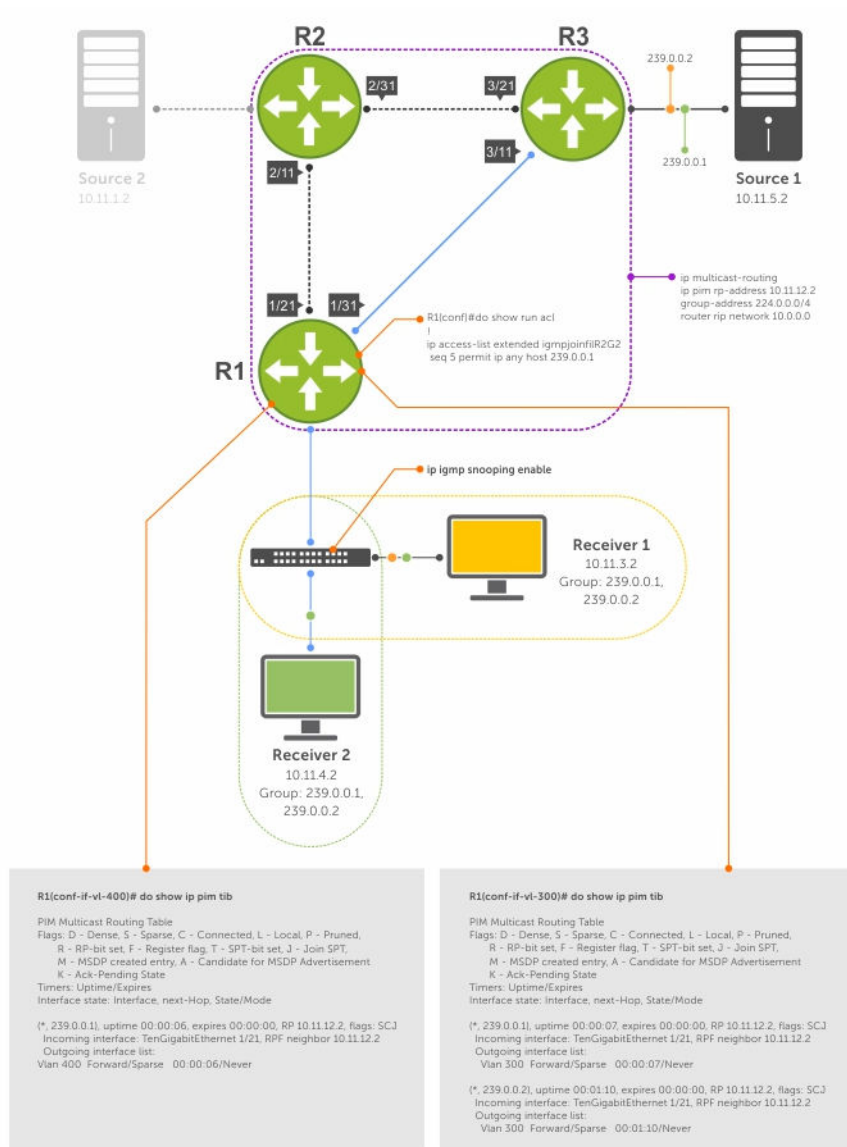 R2
R3
239.0.0.2
2/31
3/21
239.0.0.1
2/11
3/11
Source 2
10.11.1.2
Source 1
10.11.5.2
ip multicast-routing
ip pim rp-address 10.11.12.2
group-address 224.0.0.0/4
router rip network 10.0.0.0
1/21
1/31
R1(conf)#do show run acl
!
ip access-list extended igmpjoinfilR2G2
seq 5 permit ip any host 239.0.0.1
R1
ip igmp snooping enable
Receiver 1
10.11.3.2
Group: 239.0.0.1,
239.0.0.2
Receiver 2
10.11.4.2
Group: 239.0.0.1,
239.0.0.2
R1(conf-if-vl-400)# do show ip pim tib
PIM Multicast Routing Table
Flags: D - Dense, S - Sparse, C - Connected, L - Local, P - Pruned,
R - RP-bit set, F - Register flag, T - SPT-bit set, J - Join SPT,
M - MSDP created entry, A - Candidate for MSDP Advertisement
K - Ack-Pending State
Timers: Uptime/Expires
Interface state: Interface, next-Hop, State/Mode
(*, 239.0.0.1), uptime 00:00:06, expires 00:00:00, RP 10.11.12.2, flags: SCJ
Incoming interface: TenGigabitEthernet 1/21, RPF neighbor 10.11.12.2
Outgoing interface list:
Vlan 400 Forward/Sparse 00:00:06/Never
R1(conf-if-vl-300)# do show ip pim tib
PIM Multicast Routing Table
Flags: D - Dense, S - Sparse, C - Connected, L - Local, P - Pruned,
R - RP-bit set, F - Register flag, T - SPT-bit set, J - Join SPT,
M - MSDP created entry, A - Candidate for MSDP Advertisement
K - Ack-Pending State
Timers: Uptime/Expires
Interface state: Interface, next-Hop, State/Mode
(*, 239.0.0.1), uptime 00:00:07, expires 00:00:00, RP 10.11.12.2, flags: SCJ
Incoming interface: TenGigabitEthernet 1/21, RPF neighbor 10.11.12.2
Outgoing interface list:
Vlan 300 Forward/Sparse 00:00:07/Never
(*, 239.0.0.2), uptime 00:01:10, expires 00:00:00, RP 10.11.12.2, flags: SCJ
Incoming interface: TenGigabitEthernet 1/21, RPF neighbor 10.11.12.2
Outgoing interface list:
Vlan 300 Forward/Sparse 00:01:10/Never